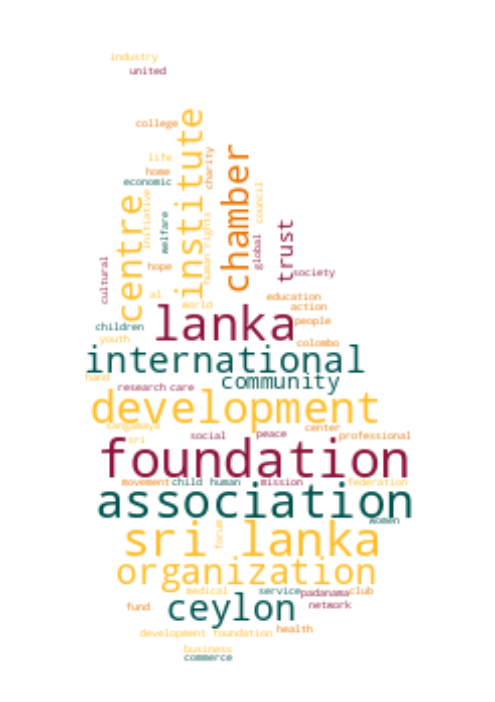 industry
united
college
institute
life
home
charity
chamber
economic
centre
initiative
welfare
human rights
council
trust
global
cultural
hope
society
al
world
education
action
lanka
people
children
youth
colombo
international
hand
community
research care
development
sangamaya
center
sri
social
peace
professional
foundation
movement
child human
mission
federation
association
women
forum
sri lanka
organization
medical
service
padanama
club
fund
ceylon
network
development foundation
health
business
commerce